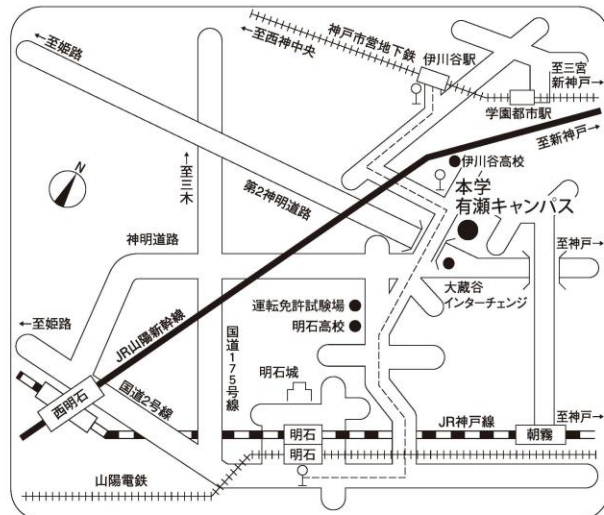 ←至姫路
神戸市営地下鉄
←至西神中央
伊川谷駅
至三宮
新神戸→
学園都市駅
至新神戸→
N
←至三木
第2神明道路
伊川谷高校
本学
有瀬キャンパス
神明道路
至神戸→
大蔵谷
インターチェンジ
運転免許試験場
明石高校
←至姫路
JR山陽新幹線
国道175号線
明石城
西明石
国道2号線
JR神戸線
至神戸→
明石
朝霧
明石
山陽電鉄